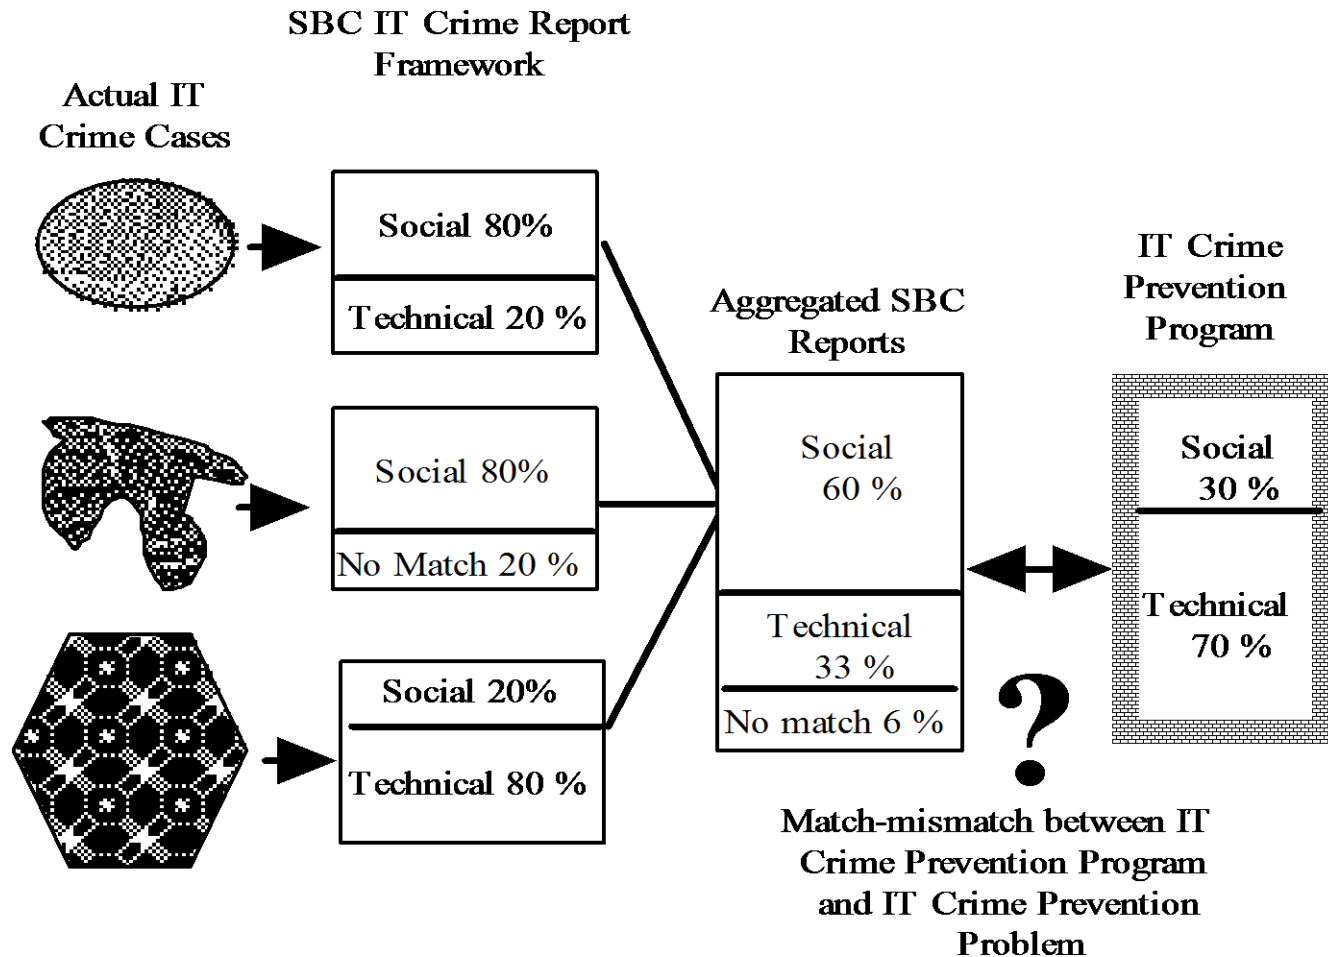 SBC IT Crime Report
Framework
Actual IT
Crime Cases
Social 80%
Technical 20 %
Social 80%
No Match 20 %
Social 20%
Technical 80 %
Aggregated SBC
Reports
Social
60 %
Technical
33 %
No match 6 %
IT Crime
Prevention
Program
Social
30 %
Technical
70 %
?
Match-mismatch between IT
Crime Prevention Program
and IT Crime Prevention
Problem